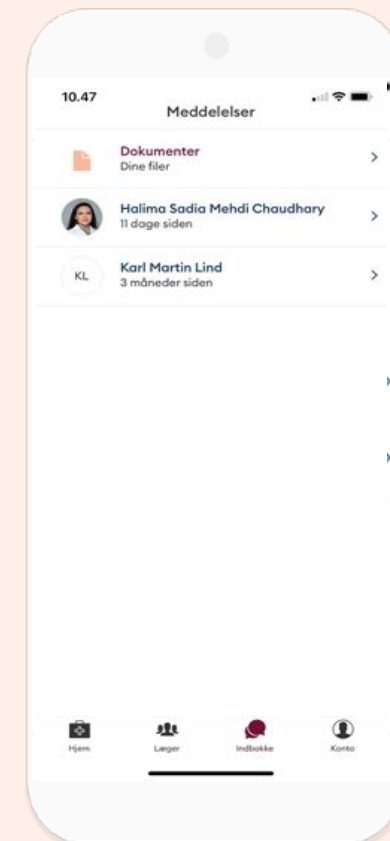 10.47
Meddelelser
Dokumenter
Dine filer
Halima Sadia Mehdi Chaudhary
11 dage siden
KL
Karl Martin Lind
3 måneder siden
Hjem
Læger
Indbakke
Konto